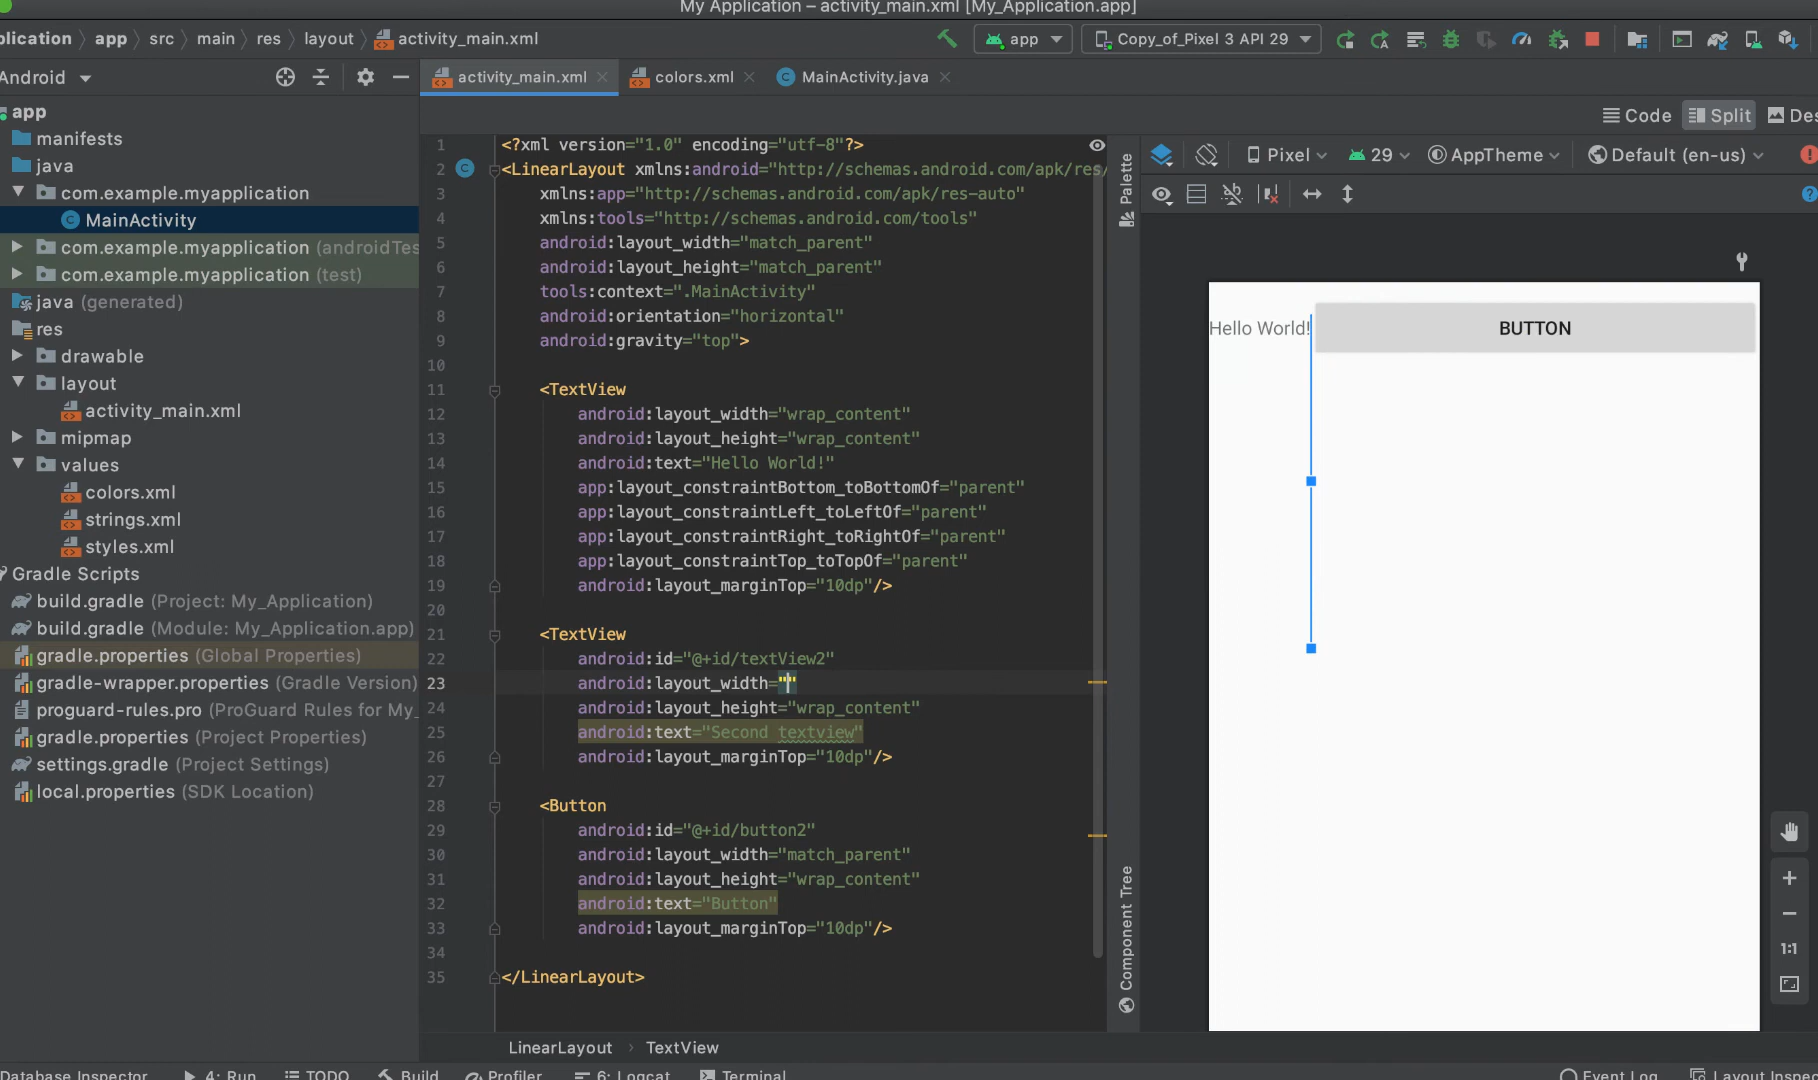 My Application – activity_main.xml [My_Application.app]
plication › app › src › main › res › layout › activity_main.xml
app
Copy_of_Pixel 3 API 29
Android
activity_main.xml
colors.xml
MainActivity.java
Code
Split
Des
app
manifests
java
com.example.myapplication
MainActivity
com.example.myapplication (androidTes
com.example.myapplication (test)
java (generated)
res
drawable
layout
activity_main.xml
mipmap
values
colors.xml
strings.xml
styles.xml
Gradle Scripts
build.gradle (Project: My_Application)
build.gradle (Module: My_Application.app)
gradle.properties (Global Properties)
gradle-wrapper.properties (Gradle Version)
proguard-rules.pro (ProGuard Rules for My_
gradle.properties (Project Properties)
settings.gradle (Project Settings)
local.properties (SDK Location)
1 <?xml version="1.0" encoding="utf-8"?>
2 <LinearLayout xmlns:android="http://schemas.android.com/apk/res/
3 xmlns:app="http://schemas.android.com/apk/res-auto"
4 xmlns:tools="http://schemas.android.com/tools"
5 android:layout_width="match_parent"
6 android:layout_height="match_parent"
7 tools:context=".MainActivity"
8 android:orientation="horizontal"
9 android:gravity="top">
10
11 <TextView
12 android:layout_width="wrap_content"
13 android:layout_height="wrap_content"
14 android:text="Hello World!"
15 app:layout_constraintBottom_toBottomOf="parent"
16 app:layout_constraintLeft_toLeftOf="parent"
17 app:layout_constraintRight_toRightOf="parent"
18 app:layout_constraintTop_toTopOf="parent"
19 android:layout_marginTop="10dp"/>
20
21 <TextView
22 android:id="@+id/textView2"
23 android:layout_width=""
24 android:layout_height="wrap_content"
25 android:text="Second textview"
26 android:layout_marginTop="10dp"/>
27
28 <Button
29 android:id="@+id/button2"
30 android:layout_width="match_parent"
31 android:layout_height="wrap_content"
32 android:text="Button"
33 android:layout_marginTop="10dp"/>
34
35 </LinearLayout>
LinearLayout › TextView
Palette
Component Tree
Pixel
29
AppTheme
Default (en-us)
Hello World!
BUTTON
1:1
Database Inspector
4: Run
TODO
Build
Profiler
6: Logcat
Terminal
Event Log
Layout Inspec